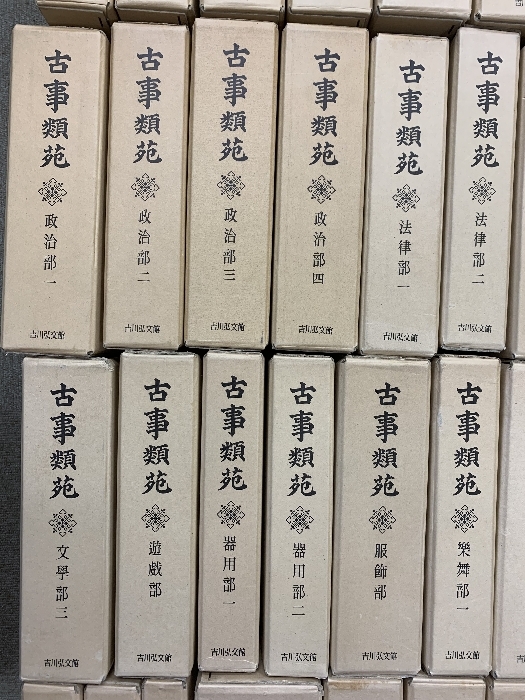 古事類苑 政治部一 吉川弘文館
古事類苑 政治部二 吉川弘文館
古事類苑 政治部三 吉川弘文館
古事類苑 政治部四 吉川弘文館
古事類苑 法律部一 吉川弘文館
古事類苑 法律部二 吉川弘文館
古事類苑 文學部三 吉川弘文館
古事類苑 遊戲部 吉川弘文館
古事類苑 器用部一 吉川弘文館
古事類苑 器用部二 吉川弘文館
古事類苑 服飾部 吉川弘文館
古事類苑 樂舞部一 吉川弘文館